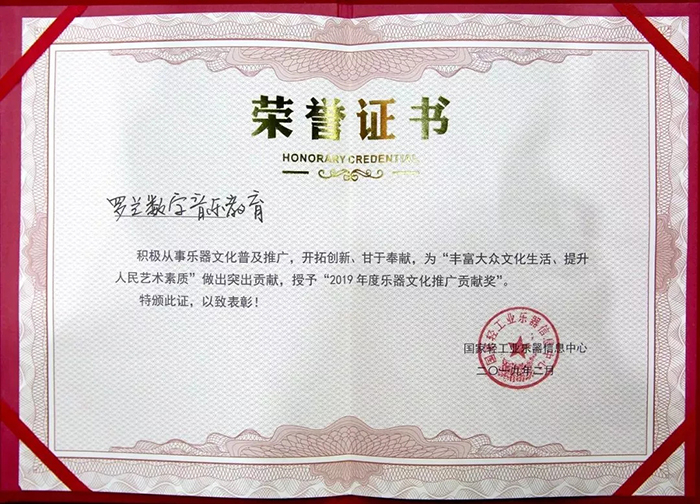 荣誉证书
HONORARY CREDENTIAL
罗兰数字音乐教育
积极从事乐器文化普及推广，开拓创新、甘于奉献，为“丰富大众文化生活、提升
人民艺术素质”做出突出贡献，授予“2019年度乐器文化推广贡献奖”。
特颁此证，以致表彰！
国家轻工业乐器信息中心
二〇一九年二月